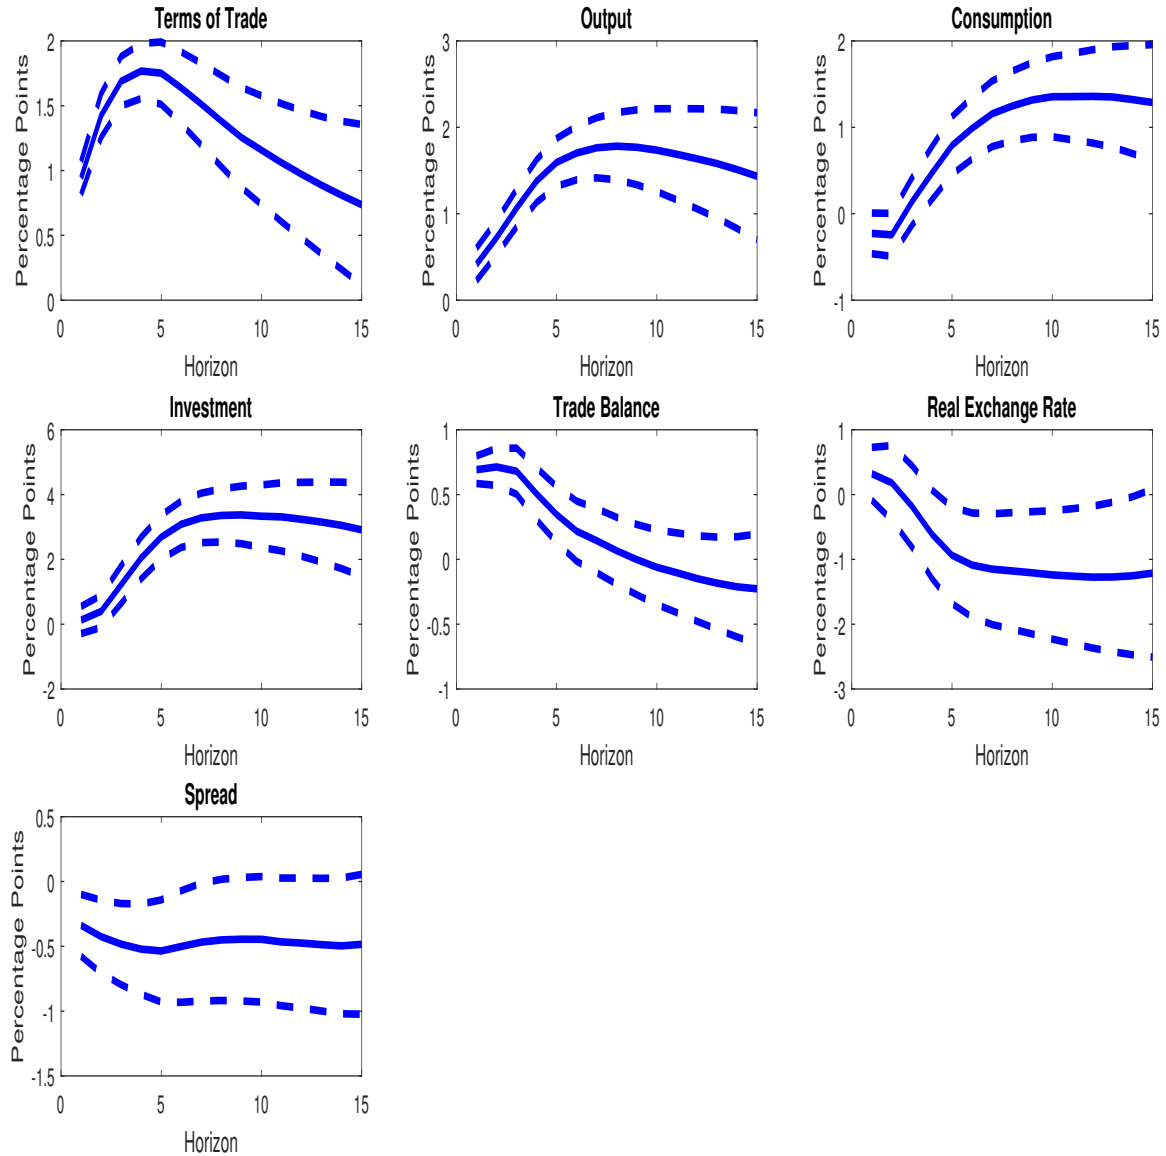 Terms of Trade
Percentage Points
2
1.5
1
0.5
0
0 5 10 15
Horizon
Output
Percentage Points
3
2
1
0
0 5 10 15
Horizon
Consumption
Percentage Points
2
1
0
-1
0 5 10 15
Horizon
Investment
Percentage Points
6
4
2
0
-2
0 5 10 15
Horizon
Trade Balance
Percentage Points
1
0.5
0
-0.5
-1
0 5 10 15
Horizon
Real Exchange Rate
Percentage Points
1
0
-1
-2
-3
0 5 10 15
Horizon
Spread
Percentage Points
0.5
0
-0.5
-1
-1.5
0 5 10 15
Horizon